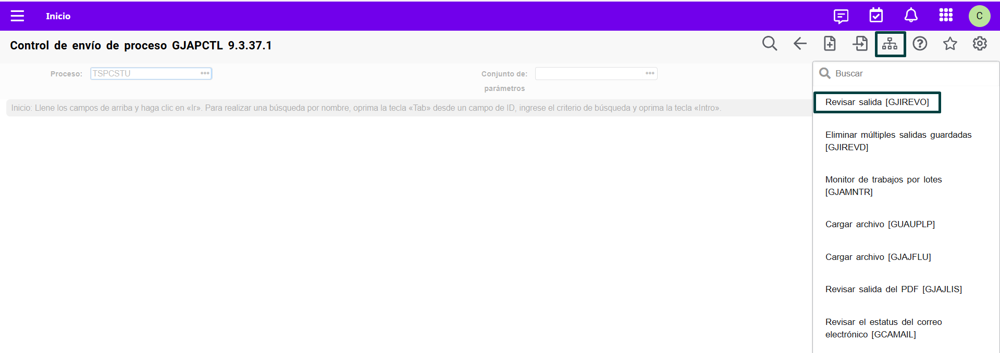 Inicio
C
Control de envío de proceso GJAPCTL 9.3.37.1
Proceso: TSPCSTU ••• Conjunto de: •••
parámetros
Inicio: Llene los campos de arriba y haga clic en «Ir». Para realizar una búsqueda por nombre, oprima la tecla «Tab» desde un campo de ID, ingrese el criterio de búsqueda y oprima la tecla «Intro».
Buscar
Revisar salida [GJIREVO]
Eliminar múltiples salidas guardadas
[GJIREVD]
Monitor de trabajos por lotes
[GJAMNTR]
Cargar archivo [GUAUPLP]
Cargar archivo [GJAJFLU]
Revisar salida del PDF [GJAJLIS]
Revisar el estatus del correo
electrónico [GCAMAIL]